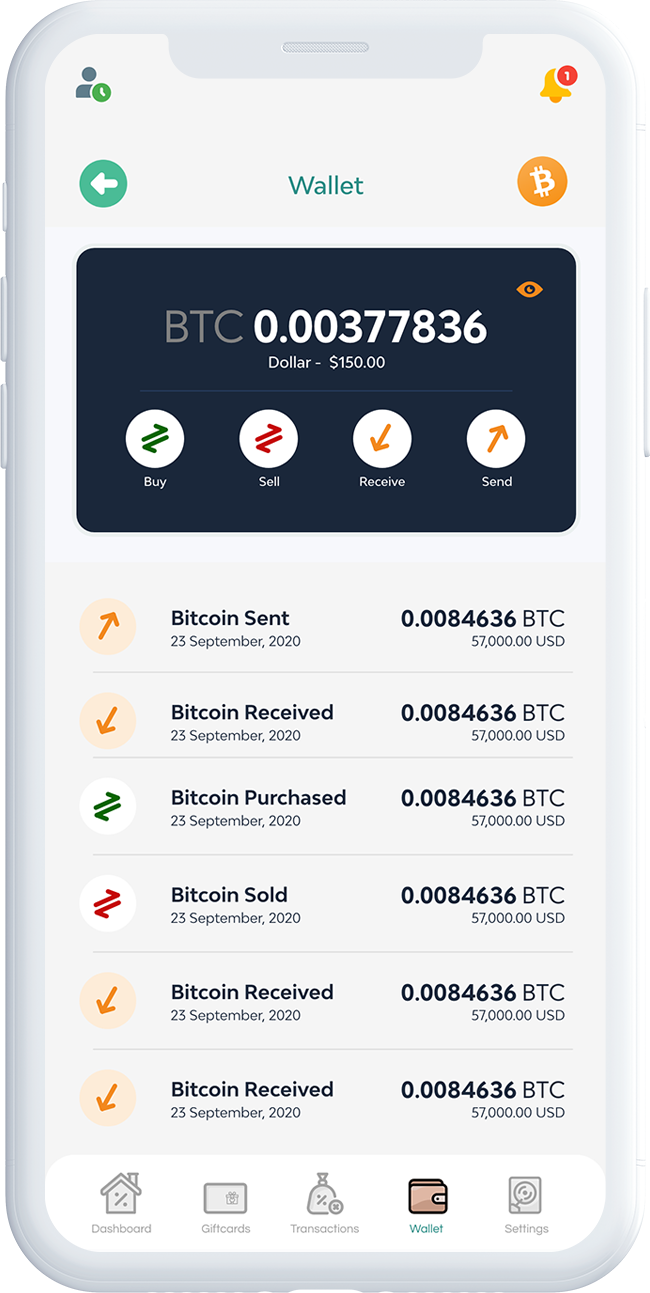 1
Wallet
BTC 0.00377836
Dollar - $150.00
Buy
Sell
Receive
Send
Bitcoin Sent
0.0084636 BTC
23 September, 2020
57,000.00 USD
Bitcoin Received
0.0084636 BTC
23 September, 2020
57,000.00 USD
Bitcoin Purchased
0.0084636 BTC
23 September, 2020
57,000.00 USD
Bitcoin Sold
0.0084636 BTC
23 September, 2020
57,000.00 USD
Bitcoin Received
0.0084636 BTC
23 September, 2020
57,000.00 USD
Bitcoin Received
0.0084636 BTC
23 September, 2020
57,000.00 USD
Dashboard
Giftcards
Transactions
Wallet
Settings